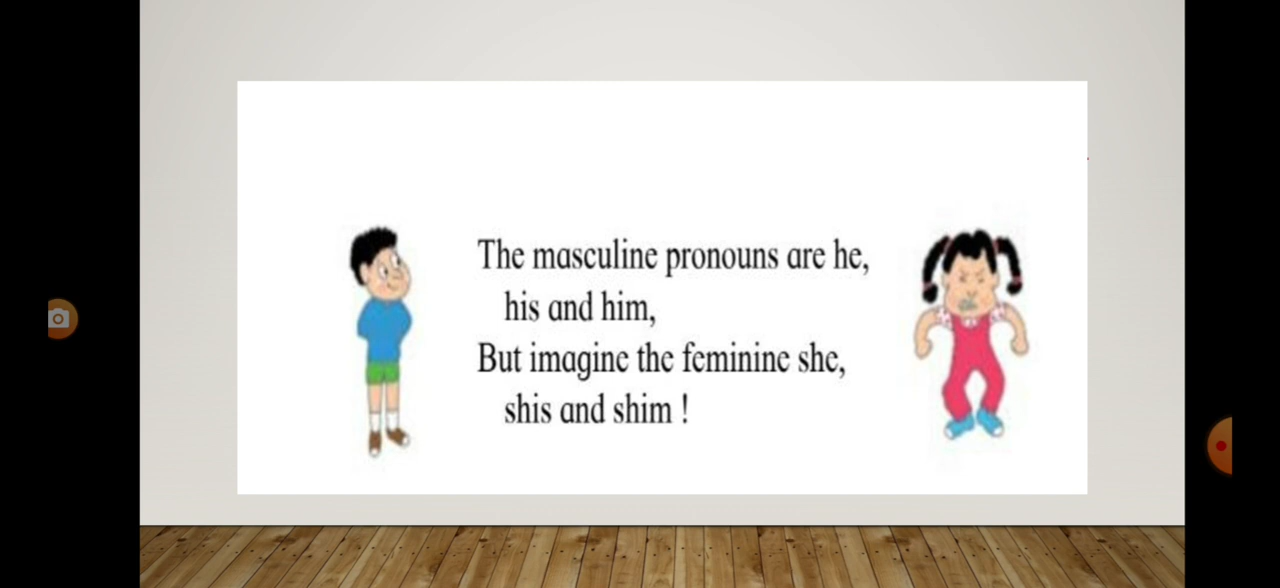 The masculine pronouns are he,
his and him,
But imagine the feminine she,
shis and shim !